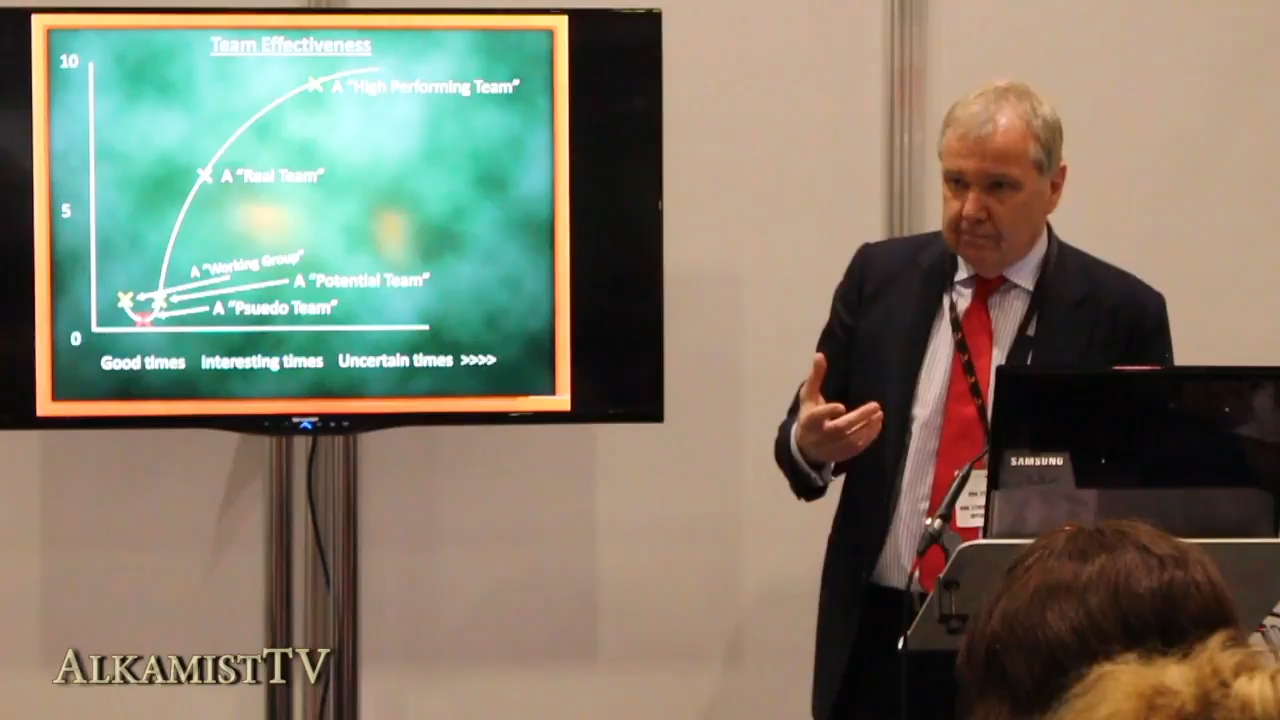 Team Effectiveness
10
A "High Performing Team"
A "Real Team"
5
A "Working Group"
A "Potential Team"
A "Psuedo Team"
0
Good times Interesting times Uncertain times >>>>
SAMSUNG
ALKAMISTTV